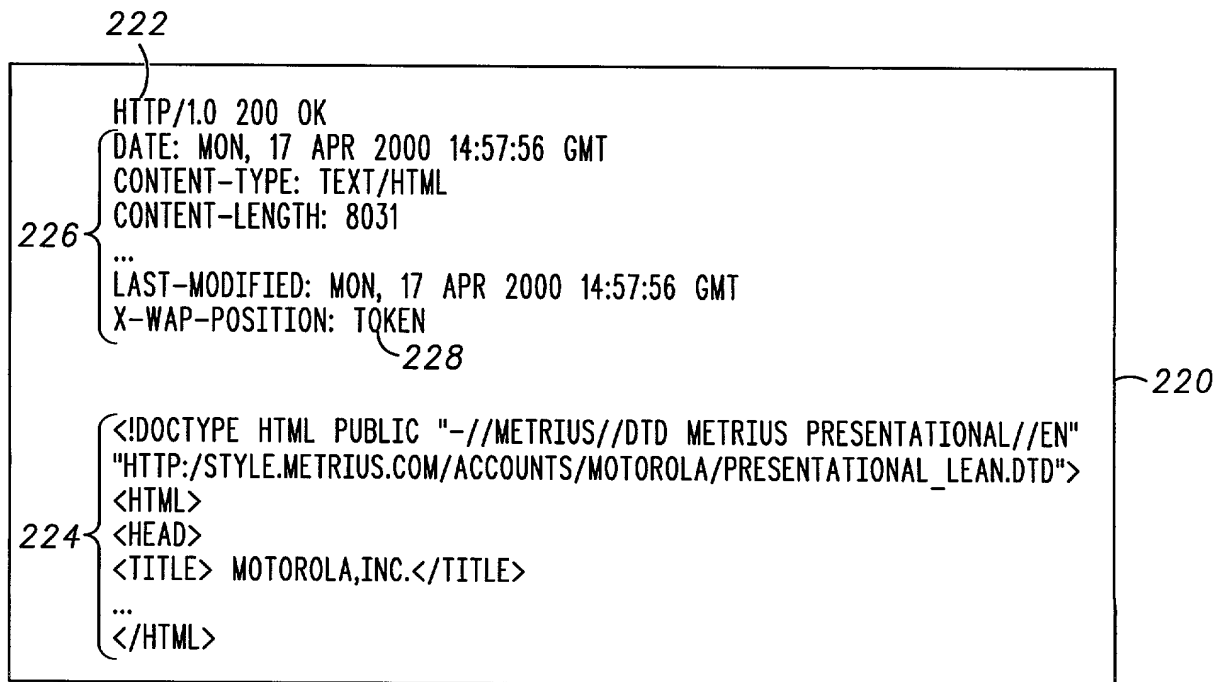 222
HTTP/1.0 200 OK
DATE: MON, 17 APR 2000 14:57:56 GMT
CONTENT-TYPE: TEXT/HTML
CONTENT-LENGTH: 8031
226
...
LAST-MODIFIED: MON, 17 APR 2000 14:57:56 GMT
X-WAP-POSITION: TOKEN
228
220
<!DOCTYPE HTML PUBLIC "-//METRIUS//DTD METRIUS PRESENTATIONAL//EN"
"HTTP:/STYLE.METRIUS.COM/ACCOUNTS/MOTOROLA/PRESENTATIONAL_LEAN.DTD">
<HTML>
224
<HEAD>
<TITLE> MOTOROLA,INC.</TITLE>
...
</HTML>